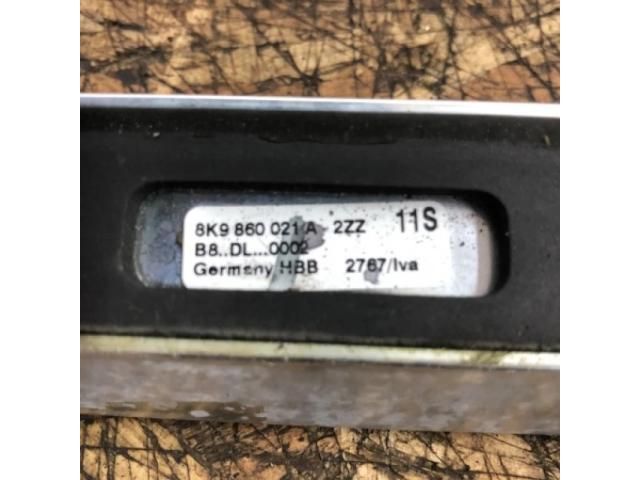 8K9 860 021 A - 2ZZ 11S
B8..DL...0002
Germany HBB 2767/Iva